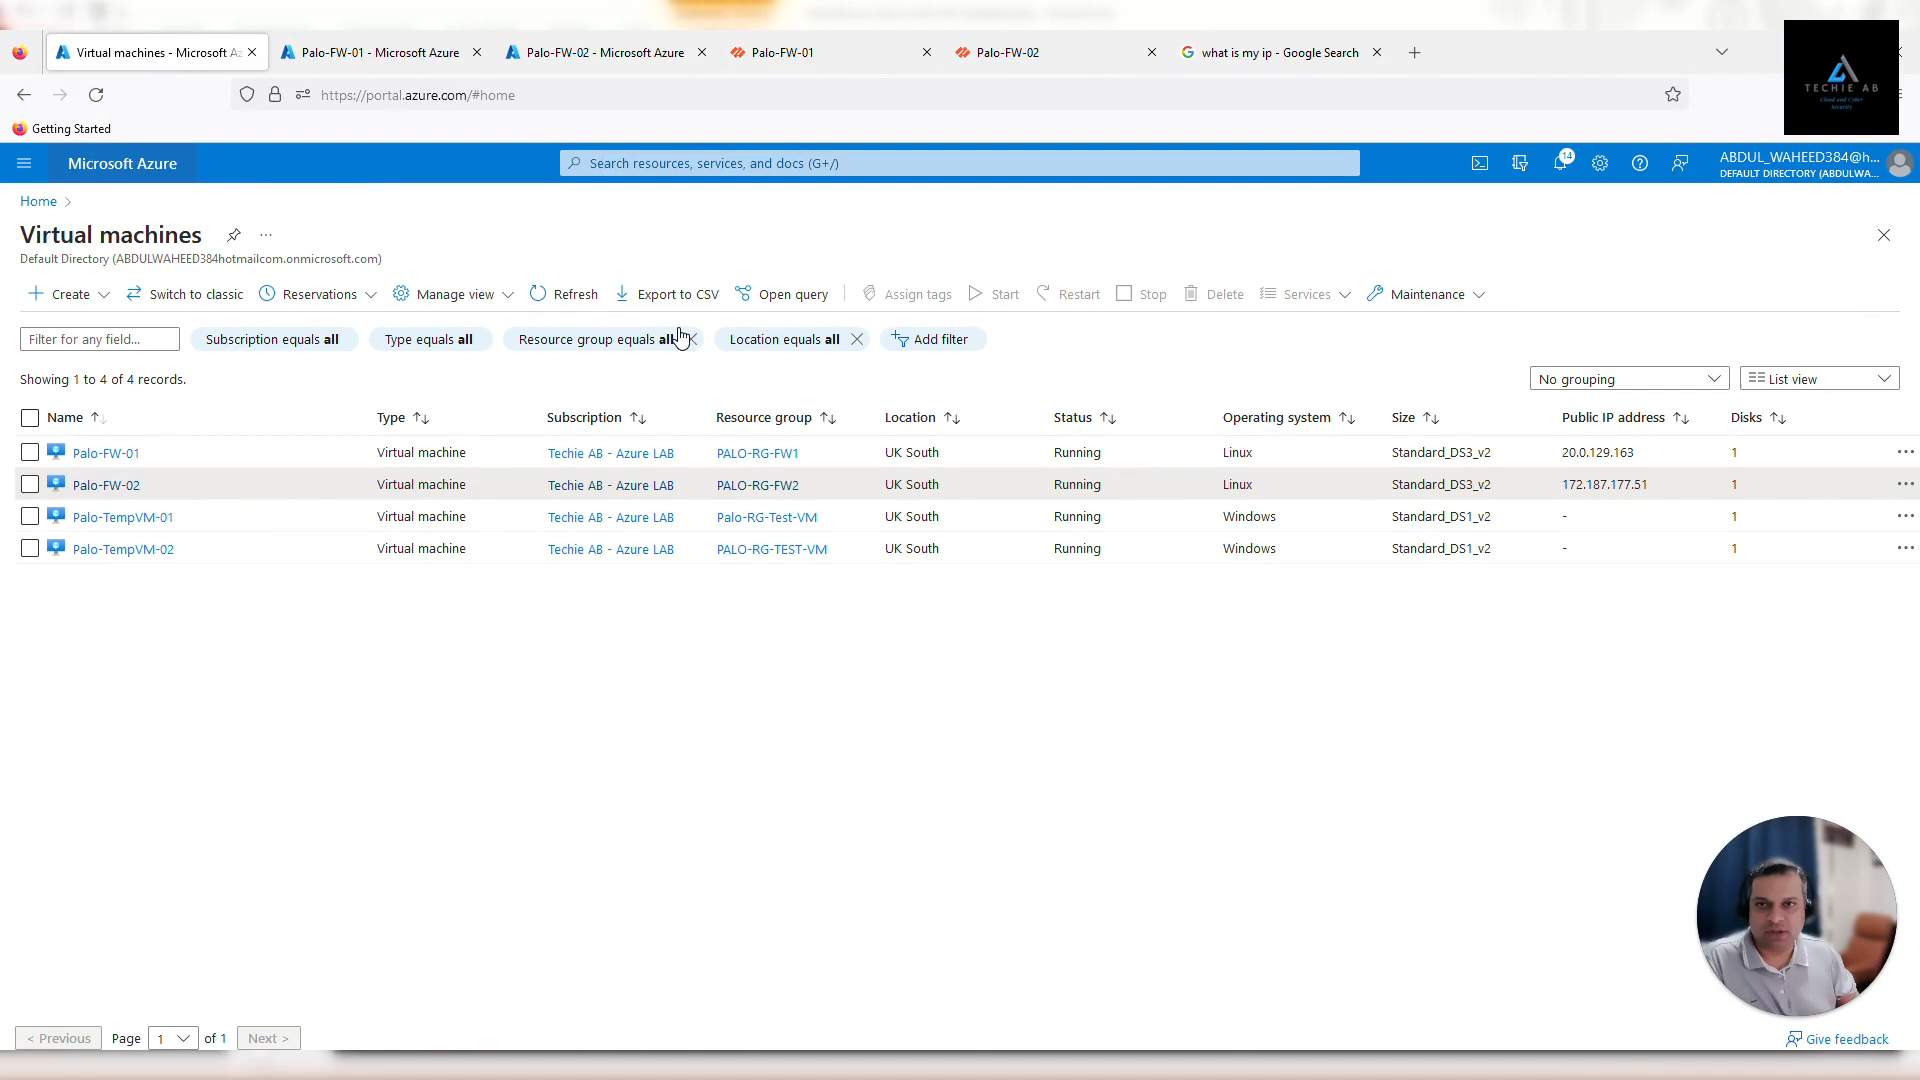 Virtual machines - Microsoft Az
Palo-FW-01 - Microsoft Azure
Palo-FW-02 - Microsoft Azure
Palo-FW-01
Palo-FW-02
what is my ip - Google Search
https://portal.azure.com/#home
TECHIE AB
Cloud and Cyber
Security
Getting Started
Microsoft Azure
Search resources, services, and docs (G+/)
14
ABDUL_WAHEED384@h...
DEFAULT DIRECTORY (ABDULWA...
Home
Virtual machines
Default Directory (ABDULWAHEED384hotmailcom.onmicrosoft.com)
Create
Switch to classic
Reservations
Manage view
Refresh
Export to CSV
Open query
Assign tags
Start
Restart
Stop
Delete
Services
Maintenance
Filter for any field...
Subscription equals all
Type equals all
Resource group equals all
Location equals all
Add filter
Showing 1 to 4 of 4 records.
No grouping
List view
Name Type Subscription Resource group Location Status Operating system Size Public IP address Disks
Palo-FW-01 Virtual machine Techie AB - Azure LAB PALO-RG-FW1 UK South Running Linux Standard_DS3_v2 20.0.129.163 1
Palo-FW-02 Virtual machine Techie AB - Azure LAB PALO-RG-FW2 UK South Running Linux Standard_DS3_v2 172.187.177.51 1
Palo-TempVM-01 Virtual machine Techie AB - Azure LAB Palo-RG-Test-VM UK South Running Windows Standard_DS1_v2 - 1
Palo-TempVM-02 Virtual machine Techie AB - Azure LAB PALO-RG-TEST-VM UK South Running Windows Standard_DS1_v2 - 1
< Previous Page 1 of 1 Next >
Give feedback